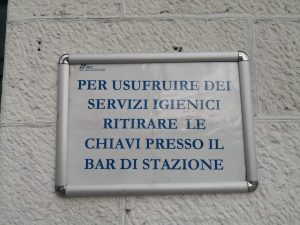 PER USUFRUIRE DEI
SERVIZI IGIENICI
RITIRARE LE
CHIAVI PRESSO IL
BAR DI STAZIONE